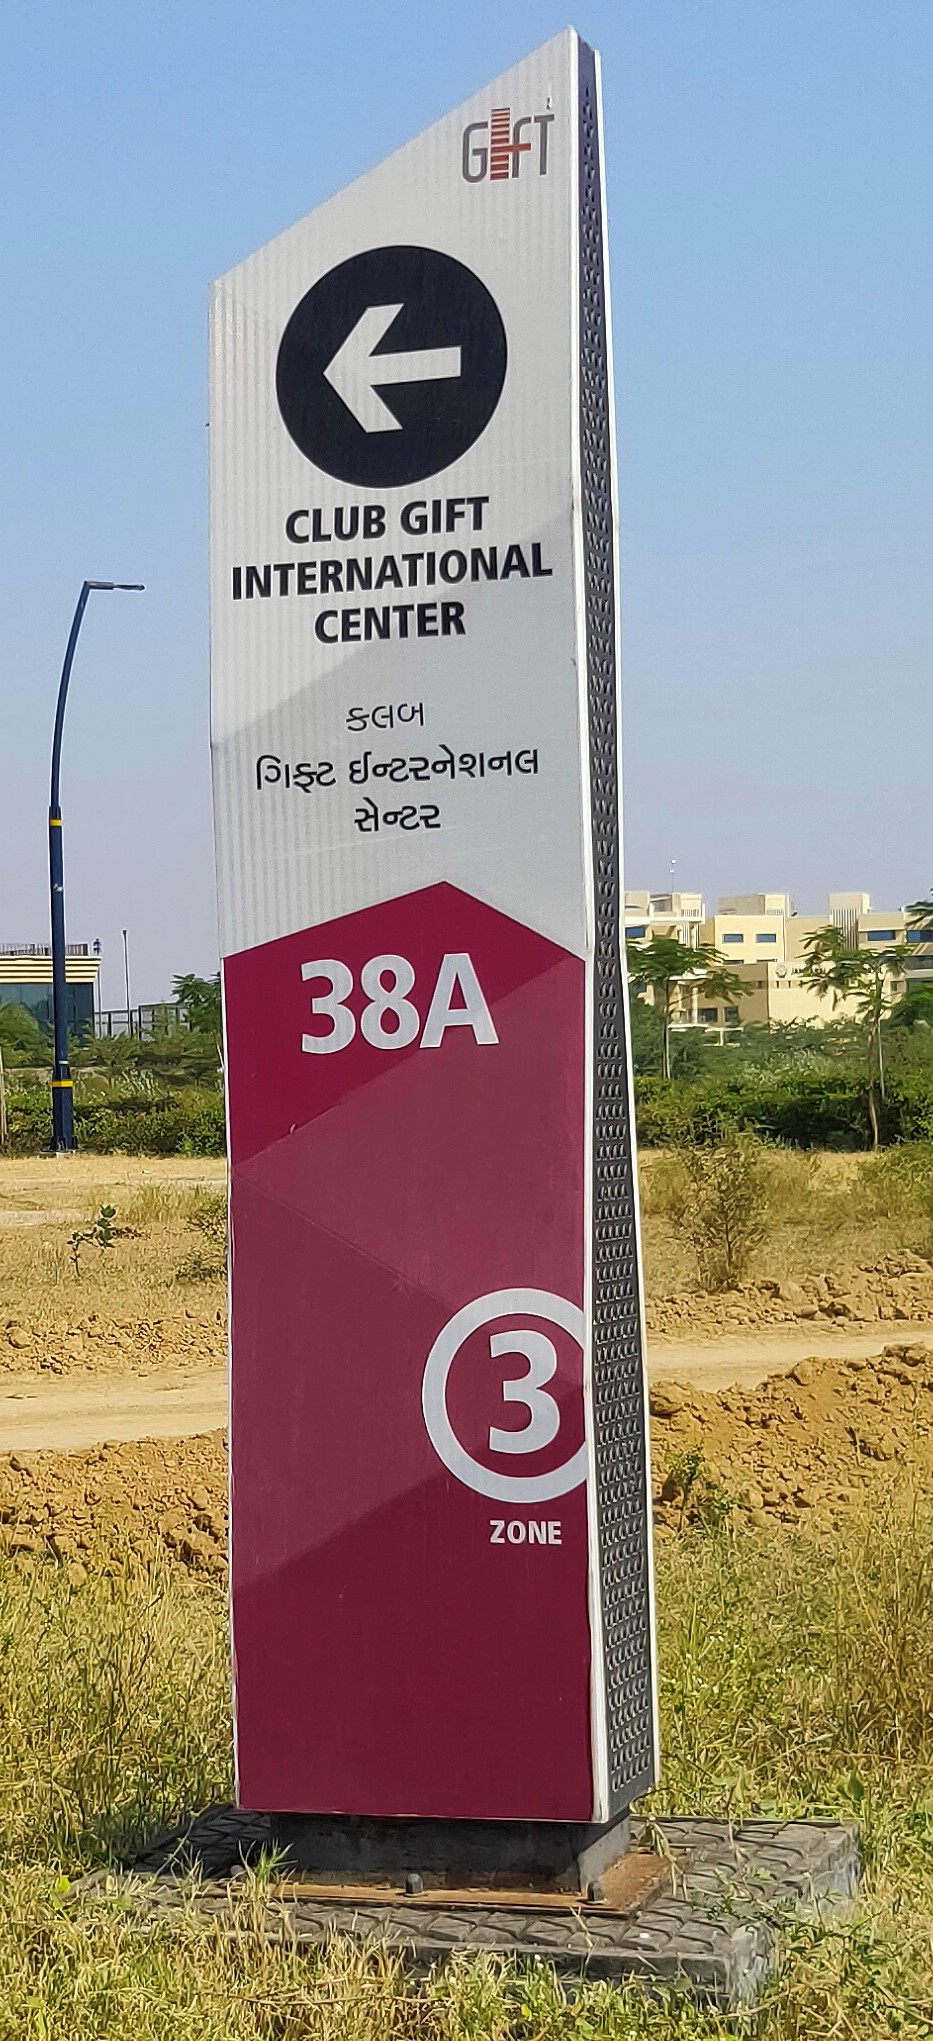 GIFT
CLUB GIFT
INTERNATIONAL
CENTER
કલબ
ગિફ્ટ ઈન્ટરનેશનલ
સેન્ટર
38A
3
ZONE